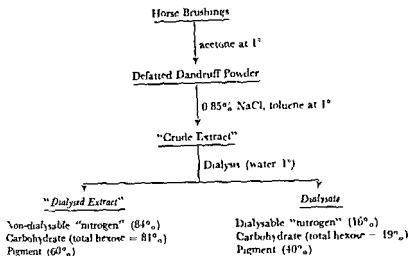 Horse Brushings
acetone at 1°
Defatted Dandruff Powder
0 85% NaCl, toluene at 1°
"Crude Extract"
Dialysis (water 1°)
"Dialysed Extract"
Non-dialysable "nitrogen" (84%)
Carbohydrate (total hexose = 81%)
Pigment (60%)
Dialysate
Dialysable "nitrogen" (16%)
Carbohydrate (total hexose - 19%)
Pigment (40%)